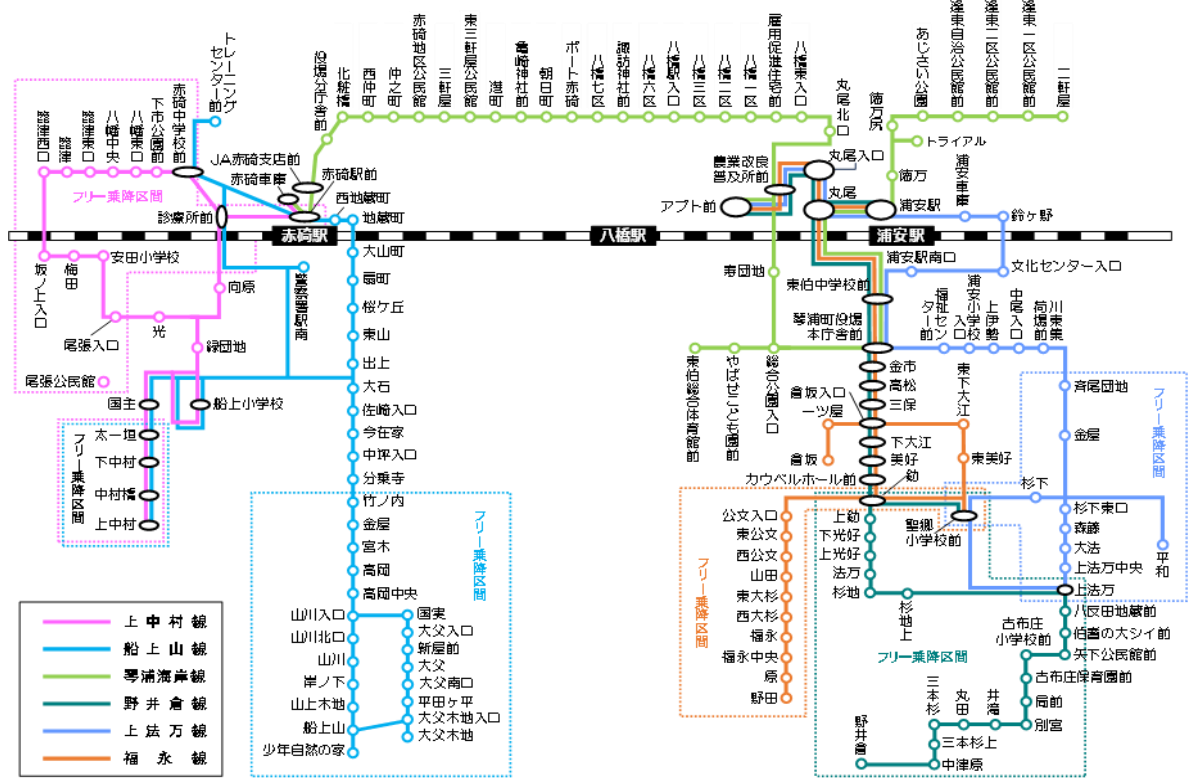 トレーニングセンター前
赤碕中学校前
下市公園前
八幡東
八幡中央
箆津東口
箆津
箆津西口
フリー乗降区間
坂ノ上入口
梅田
安田小学校
尾張入口
光
尾張公民館
向原
緑団地
診療所前
JA赤碕支店前
赤碕車庫
赤碕駅前
西地蔵町
地蔵町
赤碕駅
八橋駅
浦安駅
役場分庁舎前
化粧橋
西仲町
仲之町
赤碕地区公民館
三軒屋
東三軒屋公民館
港町
亀崎神社前
朝日町
ポート赤碕
八橋七区
諏訪神社前
八橋六区
八橋駅入口
八橋三区
八橋二区
八橋一区
雇用促進住宅前
八橋東入口
丸尾北口
徳万尻
あじさい公園
逢東自治公民館前
逢東二区公民館前
逢東一区公民館前
二軒屋
トライアル
徳万
浦安駅
浦安車庫
鈴ヶ野
文化センター入口
浦安駅南口
農業改良
普及所前
アプト前
丸尾入口
丸尾
東伯中学校前
琴浦町役場
本庁舎前
寿団地
総合公園入口
やばせこども園前
東伯総合体育館前
福祉センター前
浦安小学校入口
上伊勢
中尾入口
川東集荷場前
斉尾団地
金屋
フリー乗降区間
杉下
杉下東口
森藤
大法
上法万中央
上法万
平和
金市
高松
三保
倉坂入口
一ツ屋
倉坂
下大江
美好
カウベルホール前
釛
東下大江
東美好
聖郷
小学校前
公文入口
東公文
西公文
山田
東大杉
西大杉
福永
福永中央
原
野田
フリー乗降区間
上釛
下光好
上光好
法万
杉地
杉地上
八反田地蔵前
伯耆の大シイ前
古布庄
小学校前
矢下公民館前
古布庄保育園前
局前
別宮
井滝
丸田
三本杉
三本杉上
中津原
野井倉
フリー乗降区間
警察署駅南
国主
船上小学校
太一垣
下中村
中村橋
上中村
フリー乗降区間
大山町
扇町
桜ケ丘
東山
出上
大石
佐崎入口
今在家
中坪入口
分乗寺
竹ノ内
金屋
宮木
高岡
高岡中央
フリー乗降区間
山川入口
山川北口
山川
岸ノ下
山上木地
船上山
少年自然の家
国実
大父入口
新屋前
大父
大父南口
平田ヶ平
大父木地入口
大父木地
上中村線
船上山線
琴浦海岸線
野井倉線
上法万線
福永線